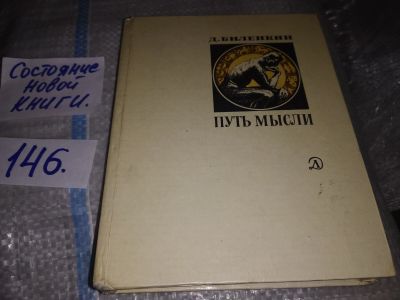 Состояние
новой
книги.
146.
Д. БИЛЕНКИН
ПУТЬ МЫСЛИ